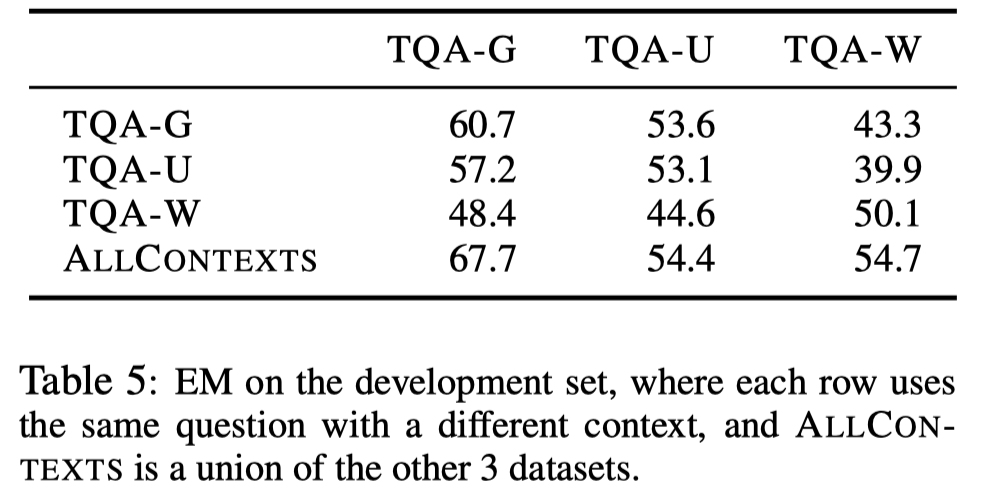 TQA-G TQA-U TQA-W
TQA-G 60.7 53.6 43.3
TQA-U 57.2 53.1 39.9
TQA-W 48.4 44.6 50.1
ALLCONTEXTS 67.7 54.4 54.7
Table 5: EM on the development set, where each row uses
the same question with a different context, and ALLCON-
TEXTS is a union of the other 3 datasets.